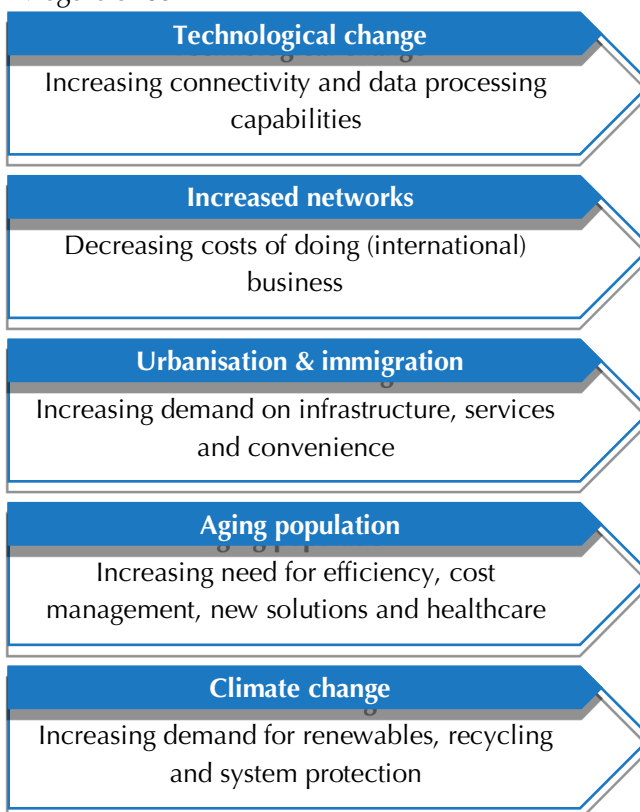 Technological change
Increasing connectivity and data processing
capabilities
Increased networks
Decreasing costs of doing (international)
business
Urbanisation & immigration
Increasing demand on infrastructure, services
and convenience
Aging population
Increasing need for efficiency, cost
management, new solutions and healthcare
Climate change
Increasing demand for renewables, recycling
and system protection